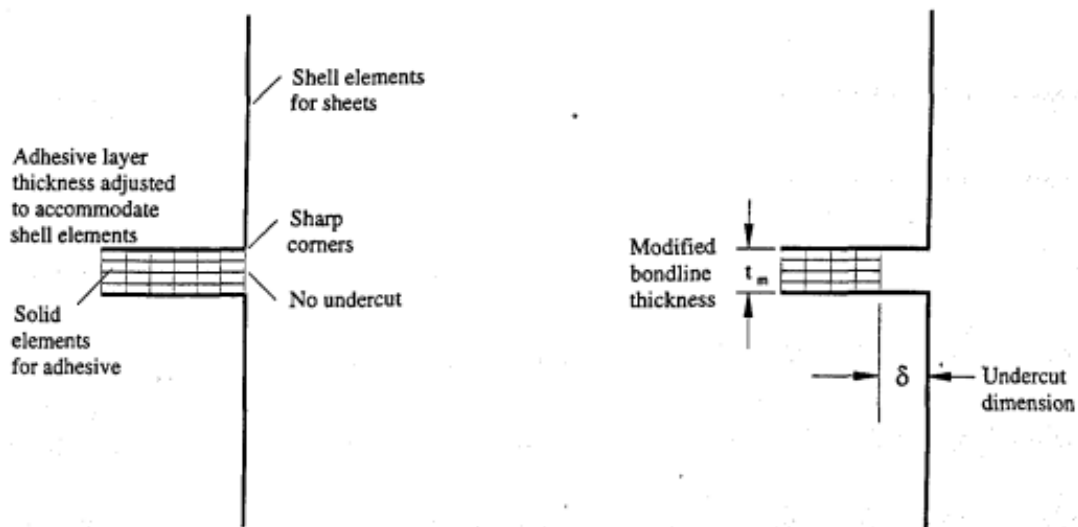 Shell elements
for sheets
Adhesive layer
thickness adjusted
to accommodate
shell elements
Sharp
corners
No undercut
Solid
elements
for adhesive
Modified
bondline
thickness
t m
δ
Undercut
dimension